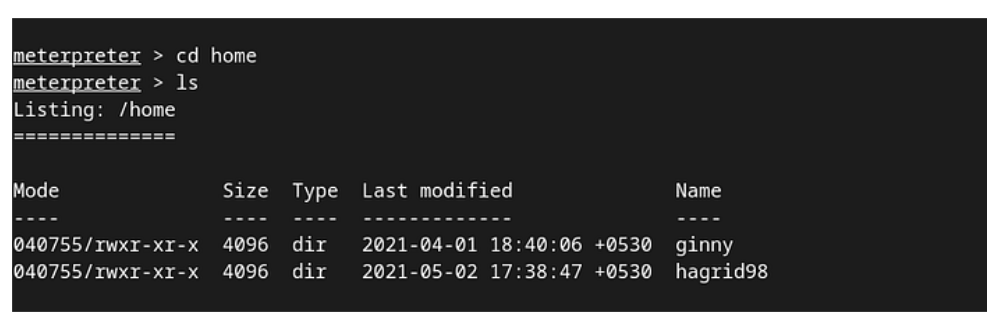 meterpreter > cd home
meterpreter > ls
Listing: /home
==============
Mode Size Type Last modified Name
---- ---- ---- ------------- ----
040755/rwxr-xr-x 4096 dir 2021-04-01 18:40:06 +0530 ginny
040755/rwxr-xr-x 4096 dir 2021-05-02 17:38:47 +0530 hagrid98